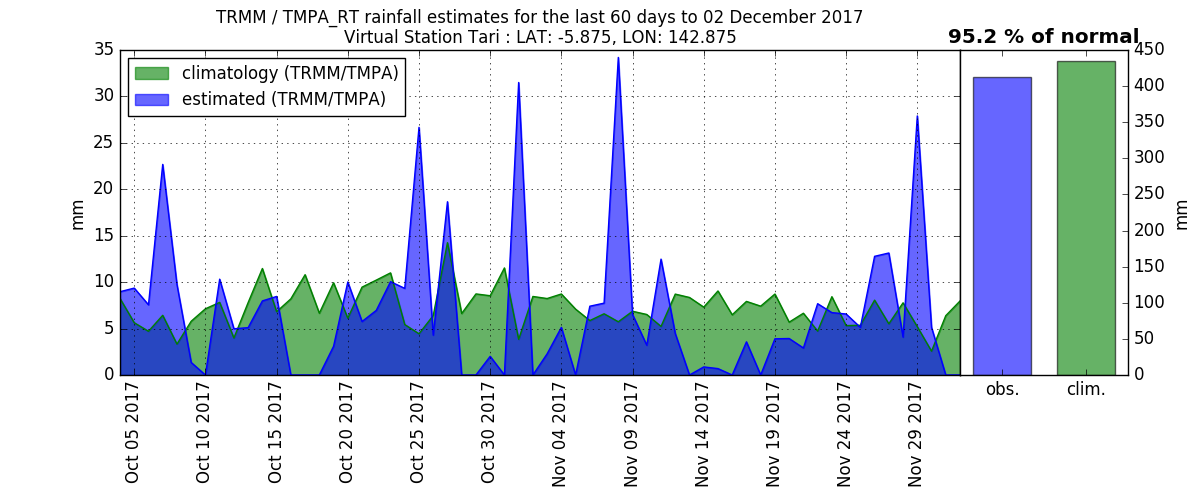 TRMM / TMPA_RT rainfall estimates for the last 60 days to 02 December 2017
Virtual Station Tari : LAT: -5.875, LON: 142.875
95.2 % of normal
climatology (TRMM/TMPA)
estimated (TRMM/TMPA)
mm
35
30
25
20
15
10
5
0
Oct 05 2017
Oct 10 2017
Oct 15 2017
Oct 20 2017
Oct 25 2017
Oct 30 2017
Nov 04 2017
Nov 09 2017
Nov 14 2017
Nov 19 2017
Nov 24 2017
Nov 29 2017
obs.
clim.
450
400
350
300
250
200
150
100
50
0
mm